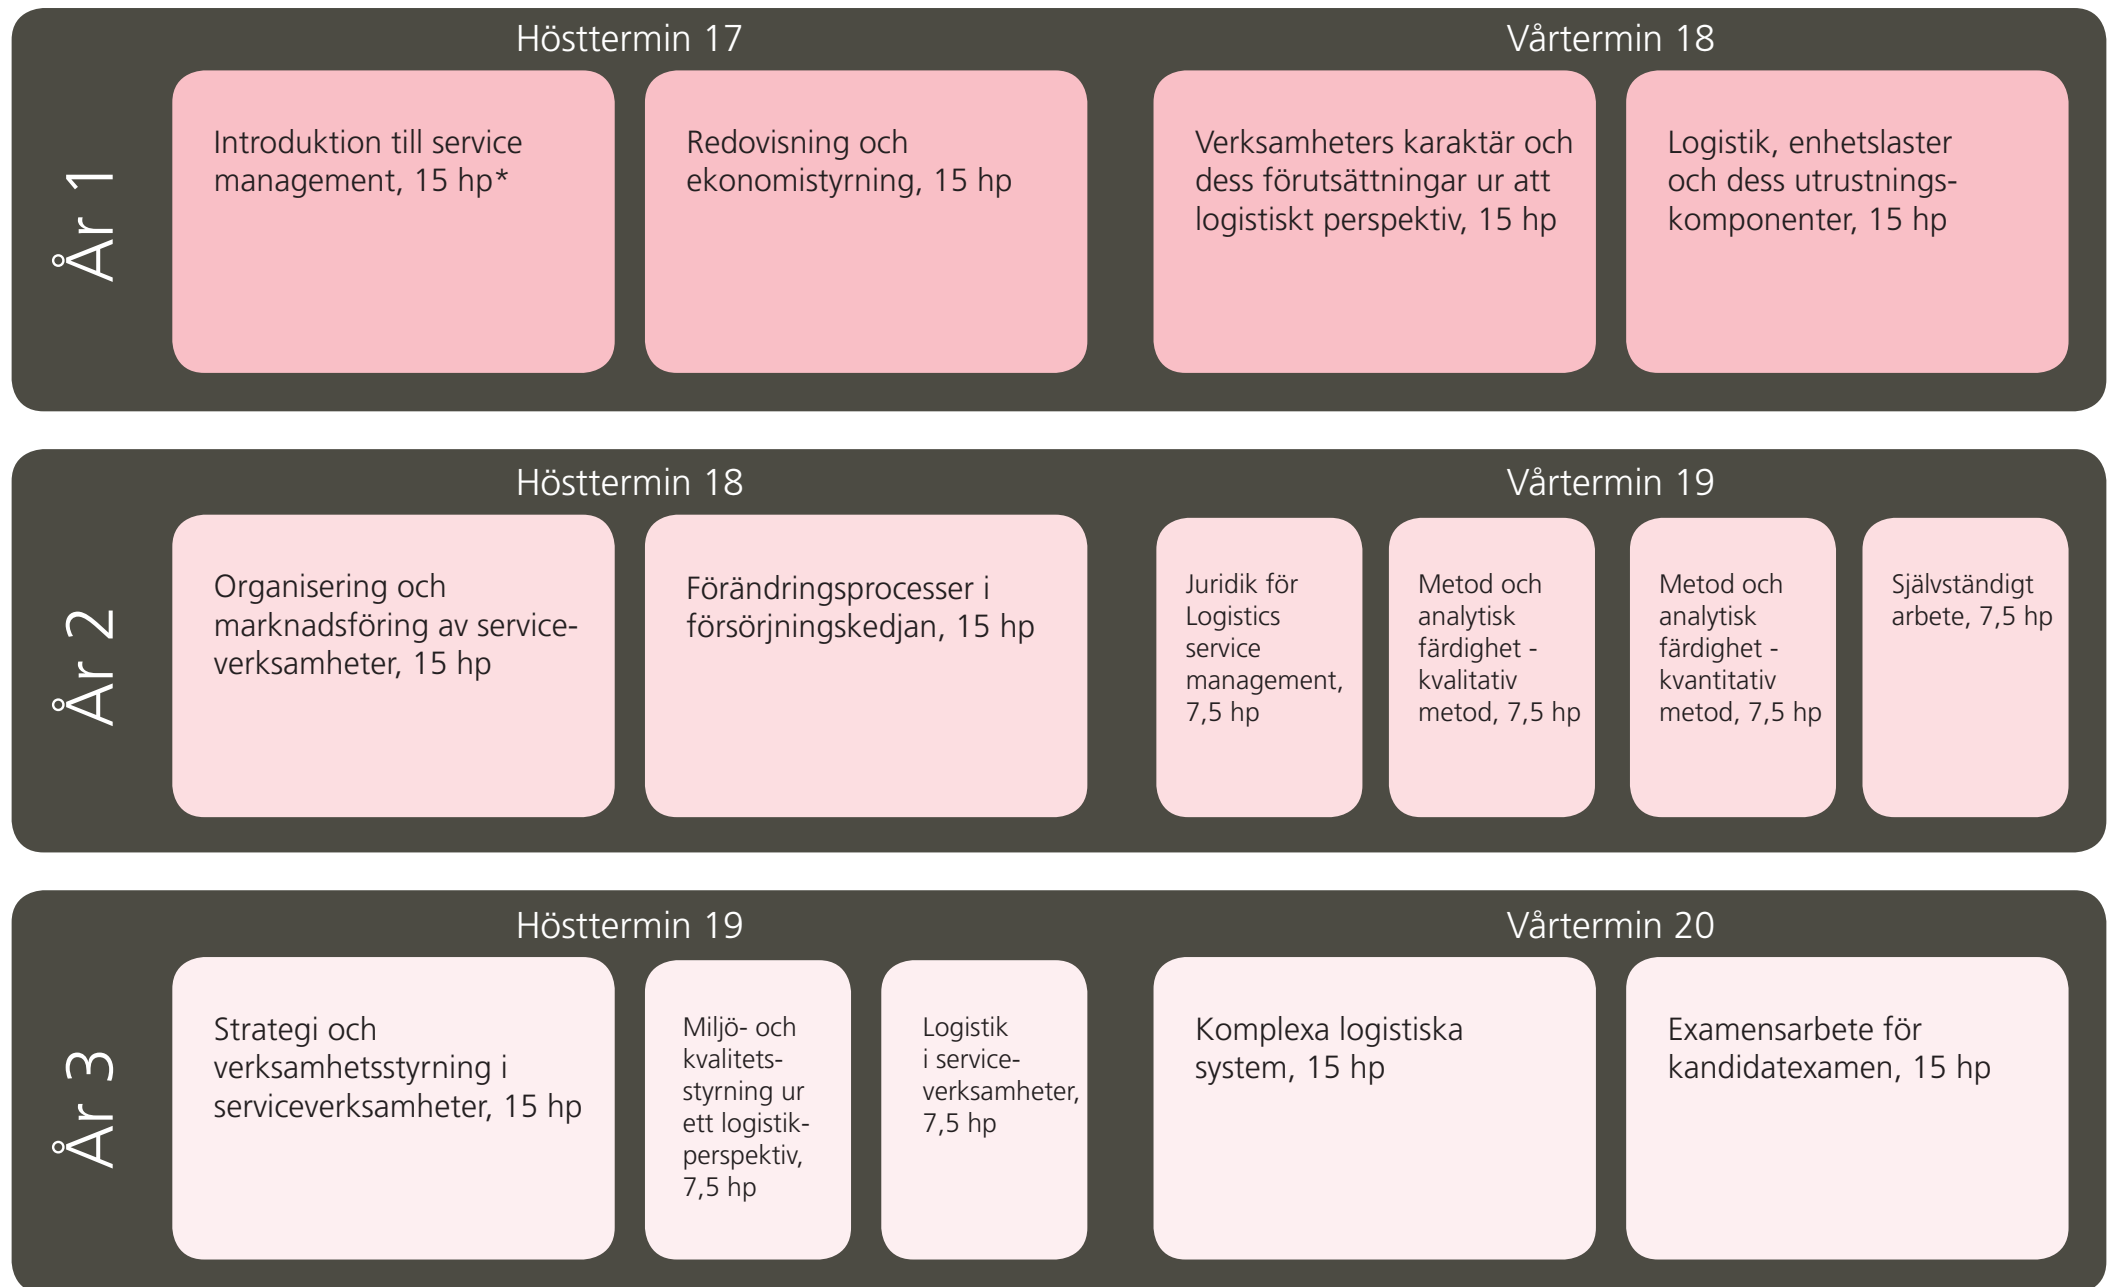 Hösttermin 17
Vårtermin 18
År 1
Introduktion till service
management, 15 hp*
Redovisning och
ekonomistyrning, 15 hp
Verksamheters karaktär och
dess förutsättningar ur att
logistiskt perspektiv, 15 hp
Logistik, enhetslaster
och dess utrustnings-
komponenter, 15 hp
Hösttermin 18
Vårtermin 19
År 2
Organisering och
marknadsföring av service-
verksamheter, 15 hp
Förändringsprocesser i
försörjningskedjan, 15 hp
Juridik för
Logistics
service
management,
7,5 hp
Metod och
analytisk
färdighet -
kvalitativ
metod, 7,5 hp
Metod och
analytisk
färdighet -
kvantitativ
metod, 7,5 hp
Självständigt
arbete, 7,5 hp
Hösttermin 19
Vårtermin 20
År 3
Strategi och
verksamhetsstyrning i
serviceverksamheter, 15 hp
Miljö- och
kvalitets-
styrning ur
ett logistik-
perspektiv,
7,5 hp
Logistik
i service-
verksamheter,
7,5 hp
Komplexa logistiska
system, 15 hp
Examensarbete för
kandidatexamen, 15 hp